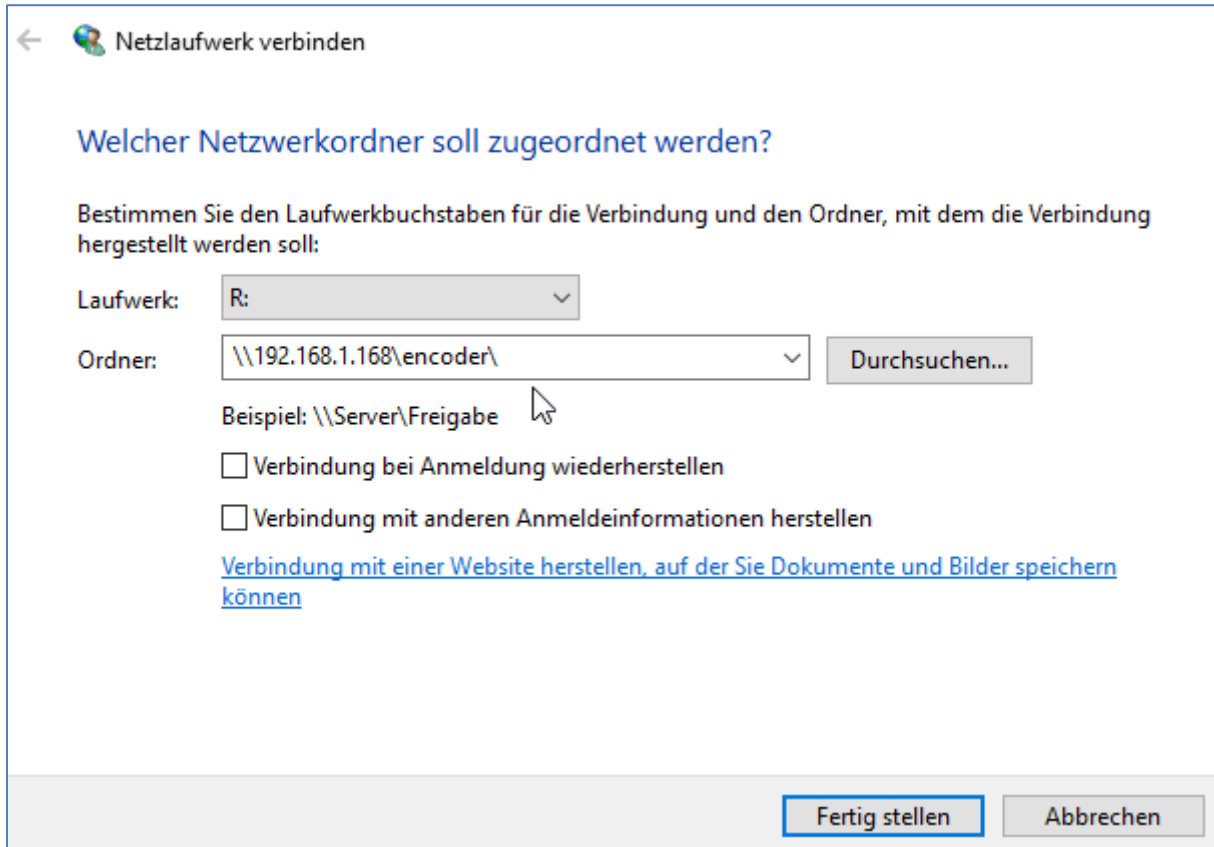 Netzlaufwerk verbinden
Welcher Netzwerkordner soll zugeordnet werden?
Bestimmen Sie den Laufwerkbuchstaben für die Verbindung und den Ordner, mit dem die Verbindung
hergestellt werden soll:
Laufwerk: R:
Ordner: \\192.168.1.168\encoder\ Durchsuchen...
Beispiel: \\Server\Freigabe
Verbindung bei Anmeldung wiederherstellen
Verbindung mit anderen Anmeldeinformationen herstellen
Verbindung mit einer Website herstellen, auf der Sie Dokumente und Bilder speichern
können
Fertig stellen Abbrechen